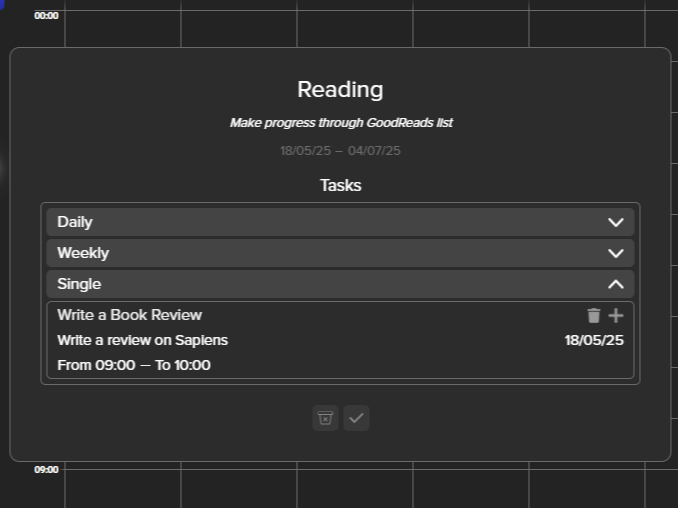 00:00
Reading
Make progress through GoodReads list
18/05/25 – 04/07/25
Tasks
Daily
Weekly
Single
Write a Book Review
Write a review on Sapiens 18/05/25
From 09:00 — To 10:00
09:00